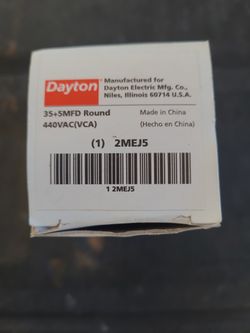 Dayton
Manufactured for
Dayton Electric Mfg. Co.,
Niles, Illinois 60714 U.S.A.
35+5MFD Round
440VAC(VCA)
Made in China
(Hecho en China)
(1) 2MEJ5
1 2MEJ5